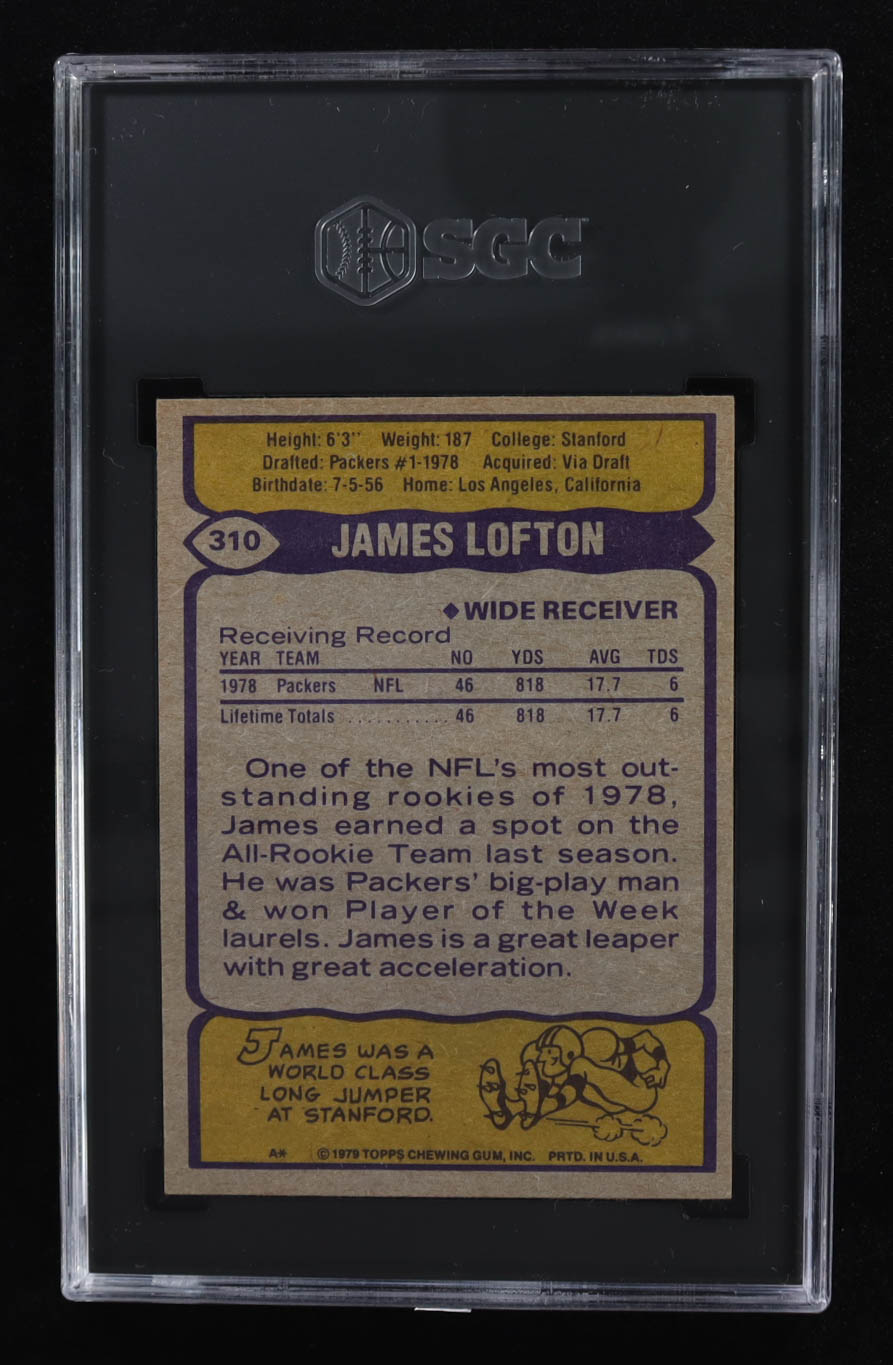 SGC
Height: 6'3'' Weight: 187 College: Stanford
Drafted: Packers #1-1978 Acquired: Via Draft
Birthdate: 7-5-56 Home: Los Angeles, California
310 JAMES LOFTON
◆ WIDE RECEIVER
Receiving Record
YEAR TEAM NO YDS AVG TDS
1978 Packers NFL 46 818 17.7 6
Lifetime Totals ........... 46 818 17.7 6
One of the NFL's most out-
standing rookies of 1978,
James earned a spot on the
All-Rookie Team last season.
He was Packers' big-play man
& won Player of the Week
laurels. James is a great leaper
with great acceleration.
JAMES WAS A
WORLD CLASS
LONG JUMPER
AT STANFORD.
A* © 1979 TOPPS CHEWING GUM, INC. PRTD. IN U.S.A.